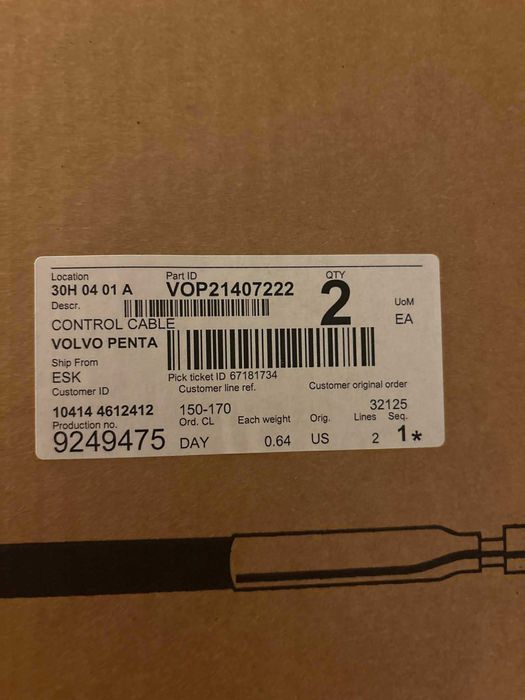 Location Part ID QTY
30H 04 01 A VOP21407222 2 UoM
Descr.
CONTROL CABLE EA
VOLVO PENTA
Ship From
ESK Pick ticket ID 67181734
Customer ID Customer line ref. Customer original order
10414 4612412 150-170 32125
Production no. Ord. CL Each weight Orig. Lines Seq.
9249475 DAY 0.64 US 2 1*